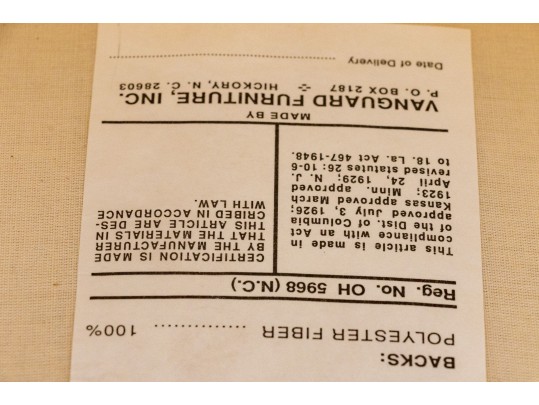 BACKS:
POLYESTER FIBER .................... 100%
Reg. No. OH 5968 (N.C.)
This article is made in
compliance with an Act
of the Dist. of Columbia
approved July 3, 1926;
Kansas approved March
1923; Minn. approved
April 24, 1929; N. J.
revised statutes 26: 10-6
to 18. La. Act 467-1948.
CERTIFICATION IS MADE
BY THE MANUFACTURER
THAT THE MATERIALS IN
THIS ARTICLE ARE DES-
CRIBED IN ACCORDANCE
WITH LAW.
MADE BY
VANGUARD FURNITURE, INC.
P. O. BOX 2187 HICKORY, N. C. 28603
Date of Delivery